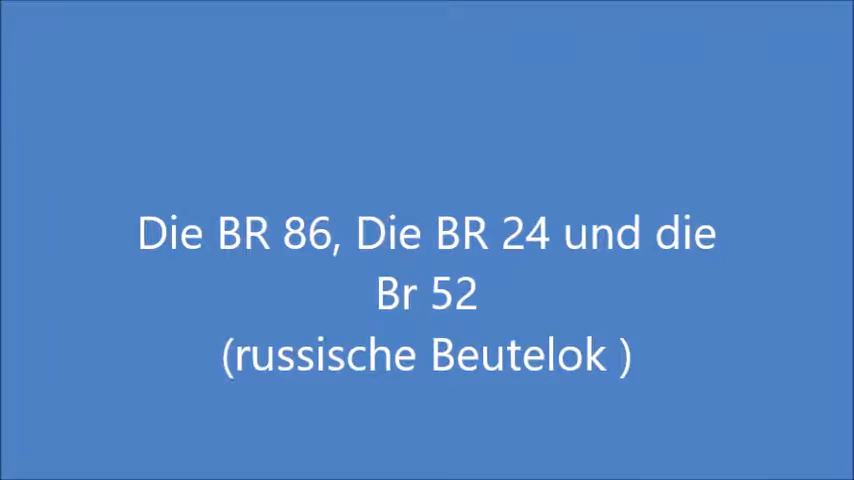 Die BR 86, Die BR 24 und die
Br 52
(russische Beutelok )